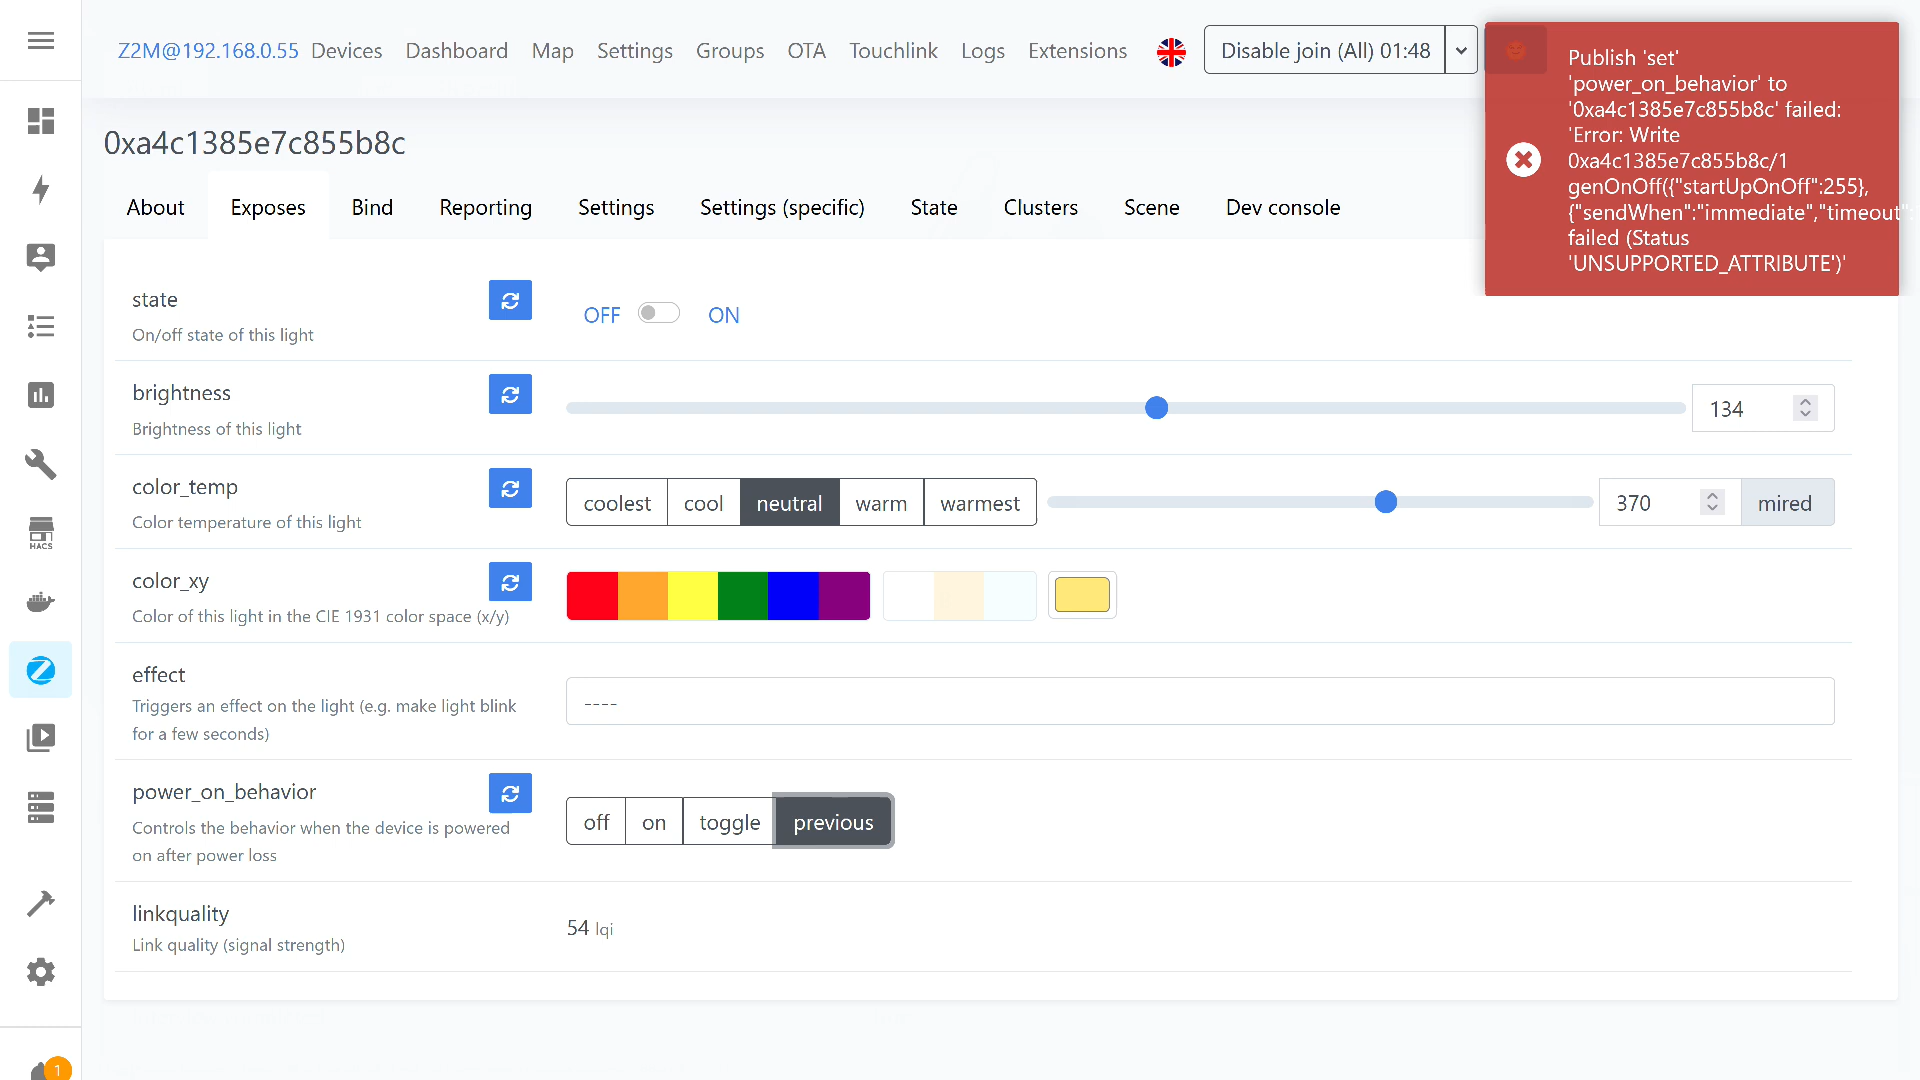 Z2M@192.168.0.55 Devices Dashboard Map Settings Groups OTA Touchlink Logs Extensions Disable join (All) 01:48
Publish 'set'
'power_on_behavior' to
'0xa4c1385e7c855b8c' failed:
'Error: Write
0xa4c1385e7c855b8c/1
genOnOff({"startUpOnOff":255},
{"sendWhen":"immediate","timeout":
failed (Status
'UNSUPPORTED_ATTRIBUTE')'
0xa4c1385e7c855b8c
About Exposes Bind Reporting Settings Settings (specific) State Clusters Scene Dev console
state
On/off state of this light
OFF ON
brightness
Brightness of this light
134
color_temp
Color temperature of this light
coolest cool neutral warm warmest 370 mired
color_xy
Color of this light in the CIE 1931 color space (x/y)
effect
Triggers an effect on the light (e.g. make light blink
for a few seconds)
----
power_on_behavior
Controls the behavior when the device is powered
on after power loss
off on toggle previous
linkquality
Link quality (signal strength)
54 lqi
HACS
1